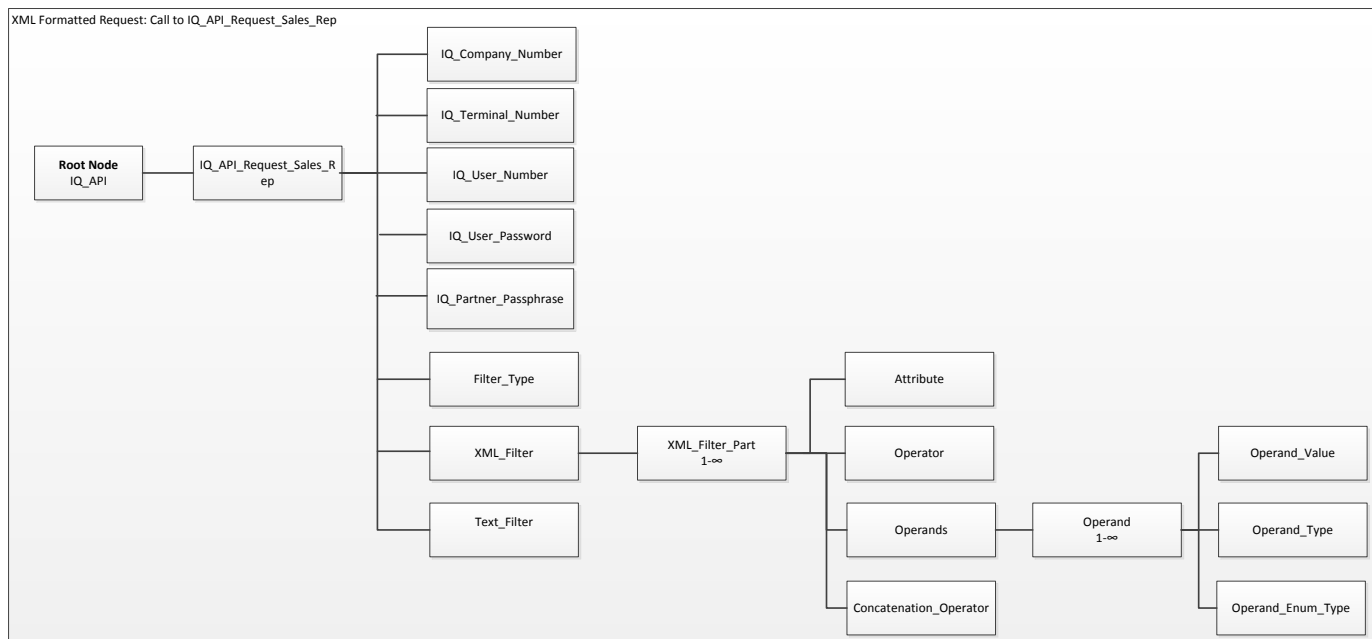 XML Formatted Request: Call to IQ_API_Request_Sales_Rep
IQ_Company_Number
IQ_Terminal_Number
Root Node
IQ_API
IQ_API_Request_Sales_R
ep
IQ_User_Number
IQ_User_Password
IQ_Partner_Passphrase
Filter_Type
Attribute
XML_Filter
XML_Filter_Part
1-∞
Operator
Operand_Value
Text_Filter
Operands
Operand
1-∞
Operand_Type
Concatenation_Operator
Operand_Enum_Type